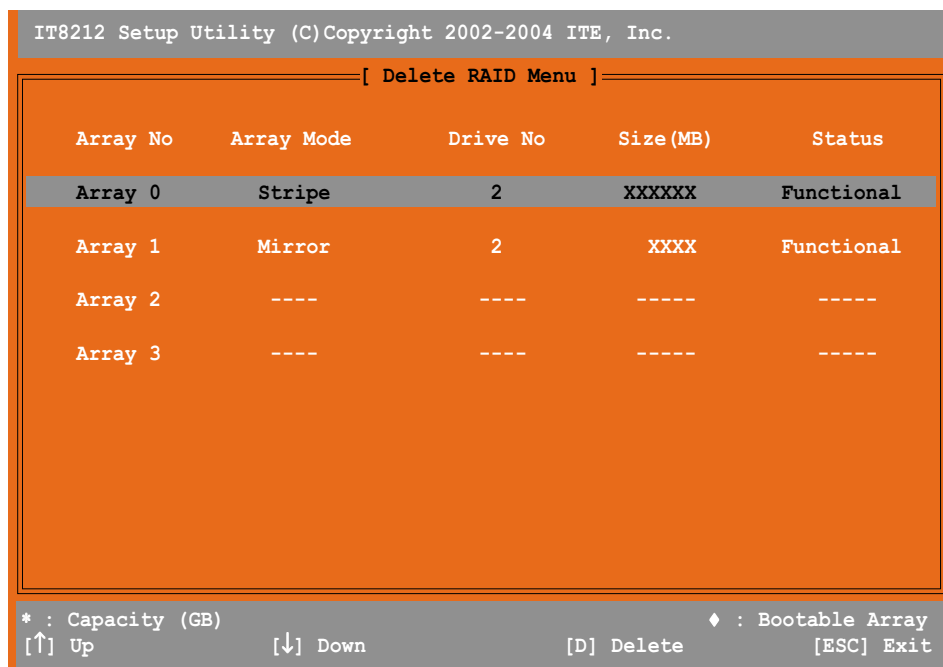 IT8212 Setup Utility (C)Copyright 2002-2004 ITE, Inc.
[ Delete RAID Menu ]
Array No Array Mode Drive No Size(MB) Status
Array 0 Stripe 2 XXXXXX Functional
Array 1 Mirror 2 XXXX Functional
Array 2 ---- ---- ----- -----
Array 3 ---- ---- ----- -----
* : Capacity (GB) ♦ : Bootable Array
[↑] Up [↓] Down [D] Delete [ESC] Exit